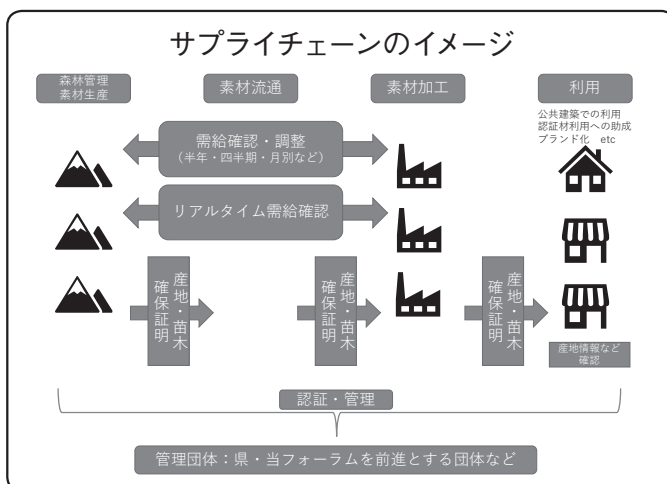 サプライチェーンのイメージ
森林管理
素材生産
素材流通
素材加工
利用
公共建築での利用
認証材利用への助成
ブランド化　etc
需給確認・調整
（半年・四半期・月別など）
リアルタイム需給確認
産地・苗木
確保証明
産地・苗木
確保証明
産地・苗木
確保証明
産地情報など
確認
認証・管理
管理団体：県・当フォーラムを前進とする団体など